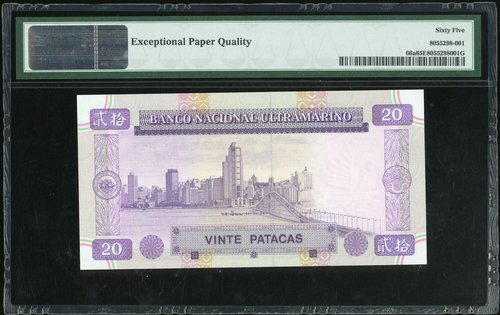 Exceptional Paper Quality
Sixty Five
8055298-001
66a65E8055298001G
貳拾
BANCO NACIONAL ULTRAMARINO
20
20
VINTE PATACAS
貳拾